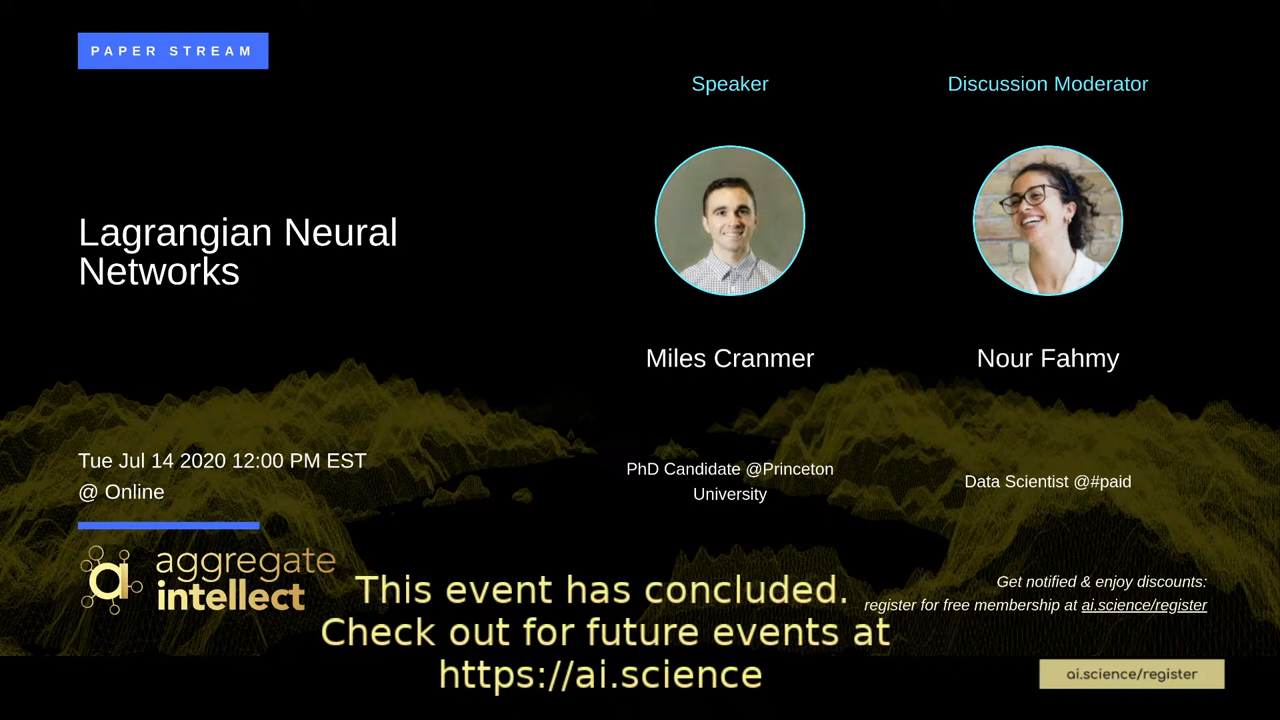 PAPER STREAM
Speaker
Discussion Moderator
Lagrangian Neural
Networks
Miles Cranmer
Nour Fahmy
Tue Jul 14 2020 12:00 PM EST
@ Online
PhD Candidate @Princeton
University
Data Scientist @#paid
aggregate
intellect
This event has concluded.
Check out for future events at
https://ai.science
Get notified & enjoy discounts:
register for free membership at ai.science/register
ai.science/register